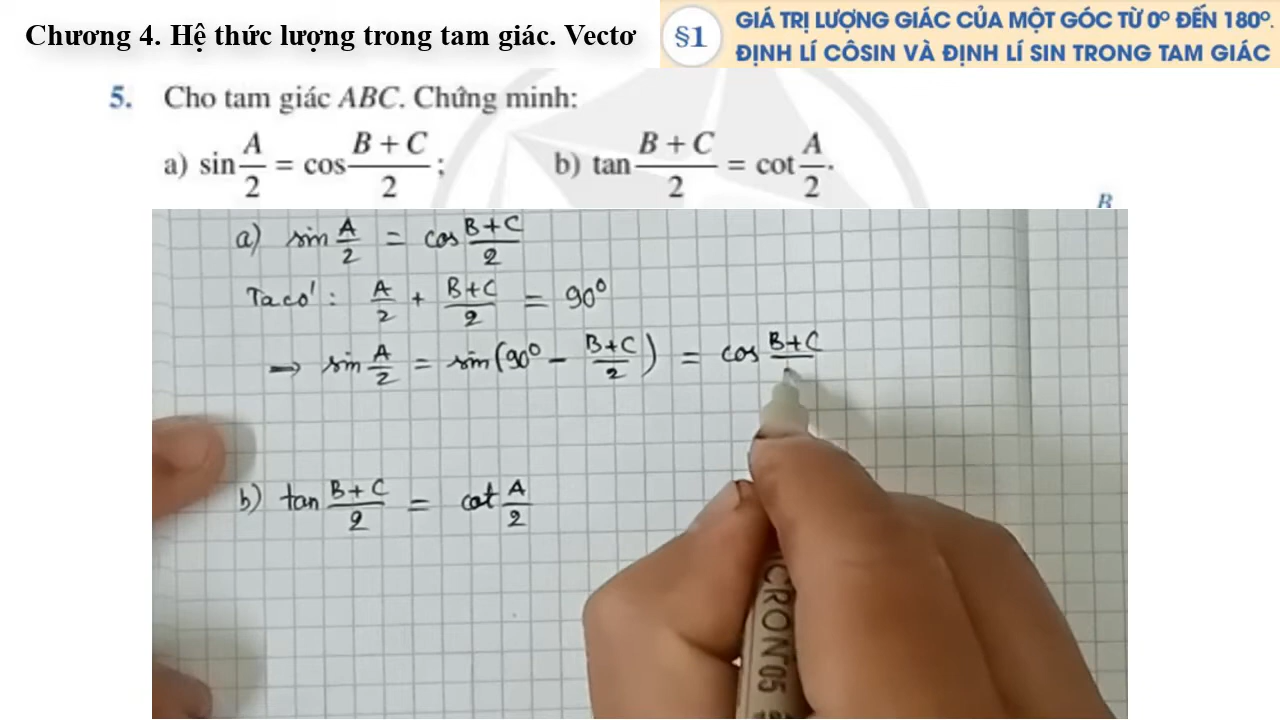 Chương 4. Hệ thức lượng trong tam giác. Vectơ
§1
GIÁ TRỊ LƯỢNG GIÁC CỦA MỘT GÓC TỪ 0° ĐẾN 180°.
ĐỊNH LÍ CÔSIN VÀ ĐỊNH LÍ SIN TRONG TAM GIÁC
5. Cho tam giác ABC. Chứng minh:
a) sin A/2 = cos (B + C)/2; b) tan (B + C)/2 = cot A/2.
B
a) sin A/2 = cos (B+C)/2
Ta có: A/2 + (B+C)/2 = 90°
→ sin A/2 = sin(90° − (B+C)/2) = cos (B+C)/
b) tan (B+C)/2 = cot A/2
CRON 05